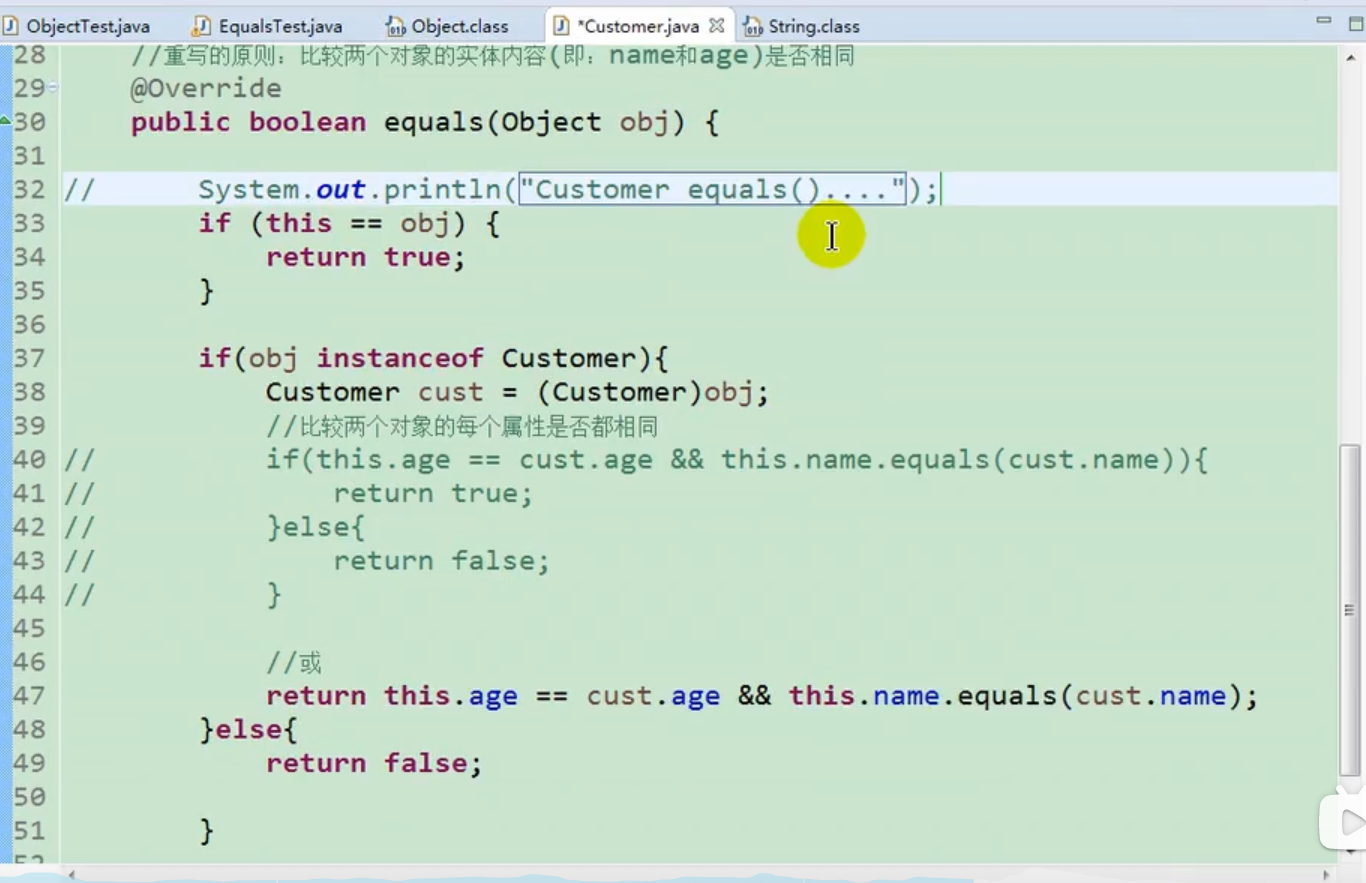 ObjectTest.java EqualsTest.java Object.class *Customer.java String.class
28 //重写的原则：比较两个对象的实体内容(即：name和age)是否相同
29 @Override
30 public boolean equals(Object obj) {
31
32 // System.out.println("Customer equals()....");
33 if (this == obj) {
34 return true;
35 }
36
37 if(obj instanceof Customer){
38 Customer cust = (Customer)obj;
39 //比较两个对象的每个属性是否都相同
40 // if(this.age == cust.age && this.name.equals(cust.name)){
41 // return true;
42 // }else{
43 // return false;
44 // }
45
46 //或
47 return this.age == cust.age && this.name.equals(cust.name);
48 }else{
49 return false;
50
51 }